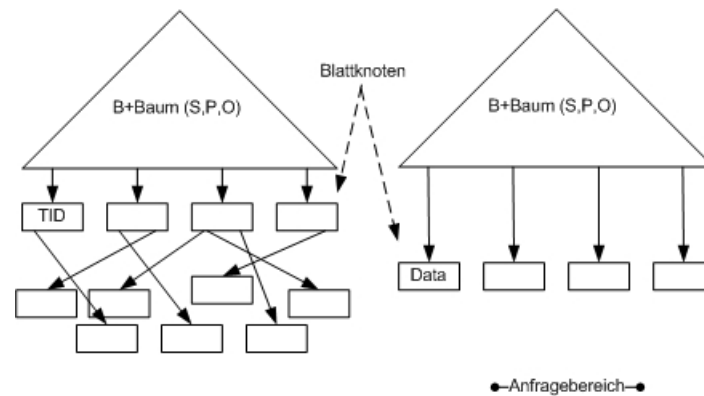 Blattknoten
B+Baum (S,P,O)
B+Baum (S,P,O)
TID
Data
Anfragebereich